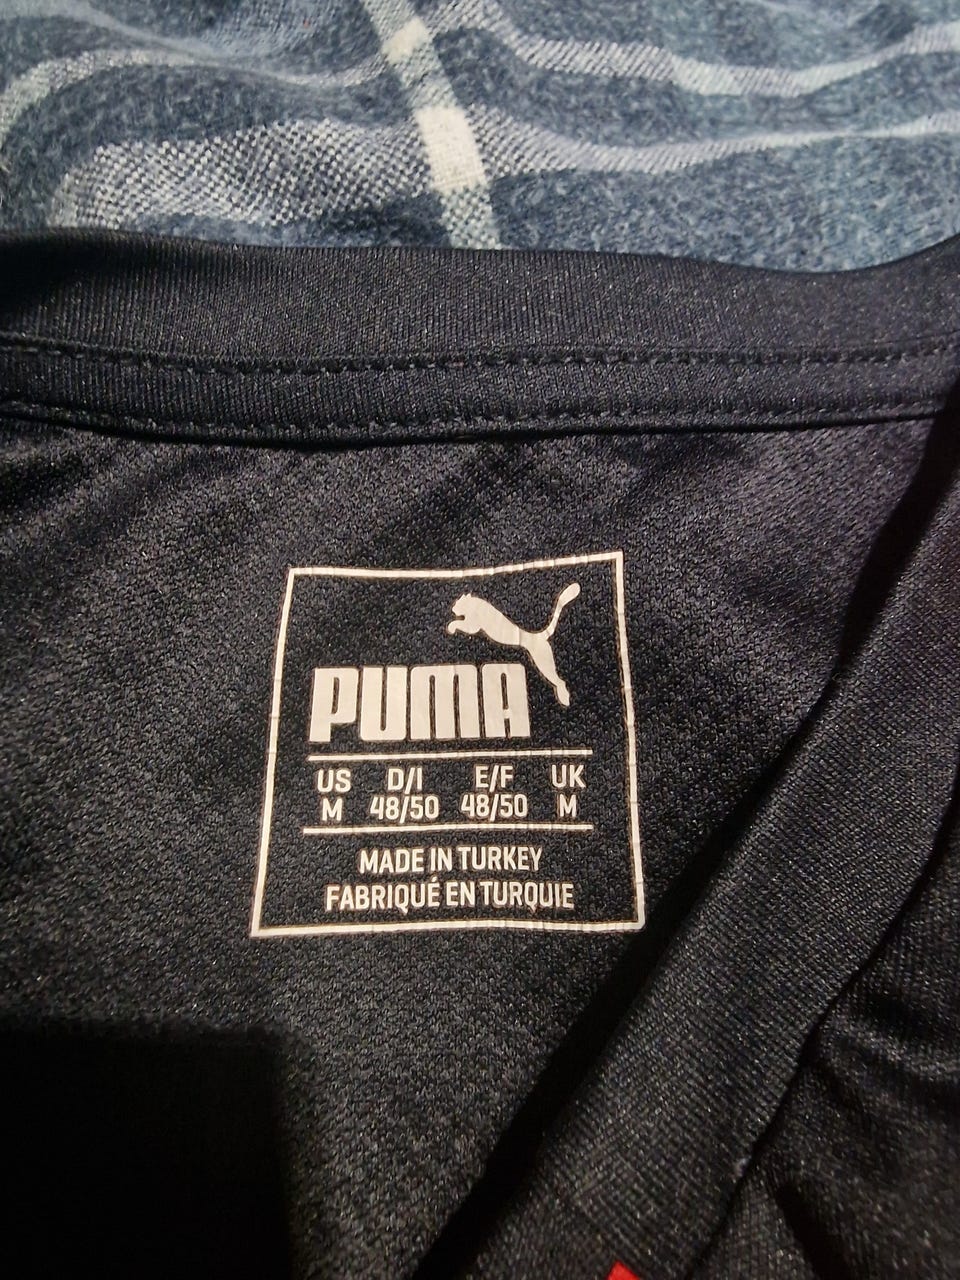 PUMA
US D/I E/F UK
M 48/50 48/50 M
MADE IN TURKEY
FABRIQUÉ EN TURQUIE